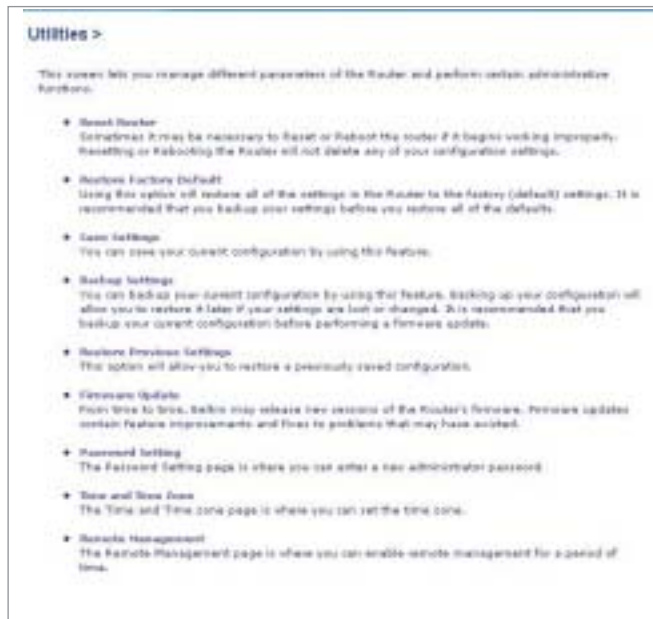 Utilities >
This screen lets you manage different parameters of the Router and perform certain administrative
functions.
Reset Router
Sometimes it may be necessary to Reset or Reboot the router if it begins working improperly.
Resetting or Rebooting the Router will not delete any of your configuration settings.
Restore Factory Default
Using this option will restore all of the settings in the Router to the factory (default) settings. It is
recommended that you backup your settings before you restore all of the defaults.
Save Settings
You can save your current configuration by using this feature.
Backup Settings
You can backup your current configuration by using this feature. Backing up your configuration will
allow you to restore it later if your settings are lost or changed. It is recommended that you
backup your current configuration before performing a firmware update.
Restore Previous Settings
This option will allow you to restore a previously saved configuration.
Firmware Update
From time to time, Belkin may release new versions of the Router's firmware. Firmware updates
contain feature improvements and fixes to problems that may have existed.
Password Setting
The Password Setting page is where you can enter a new administrator password.
Time and Time Zone
The Time and Time zone page is where you can set the time zone.
Remote Management
The Remote Management page is where you can enable remote management for a period of
time.